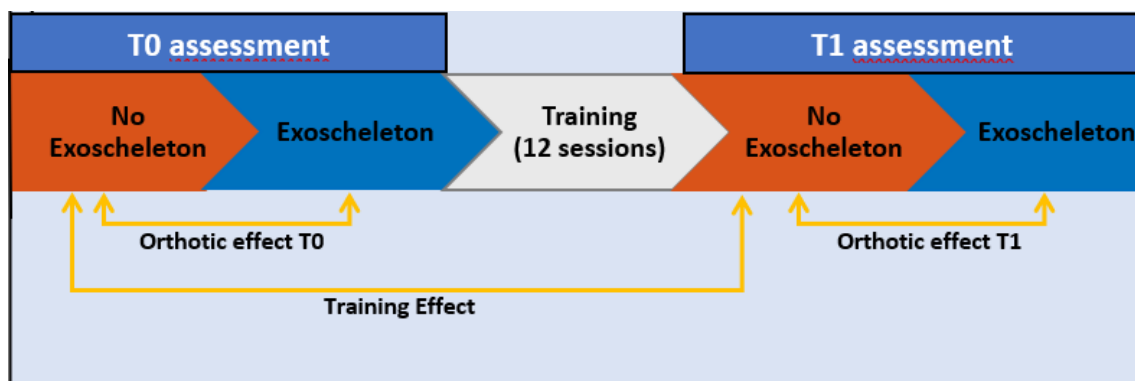 T0 assessment
T1 assessment
No
Exoscheleton
Exoscheleton
Training
(12 sessions)
No
Exoscheleton
Exoscheleton
Orthotic effect T0
Orthotic effect T1
Training Effect